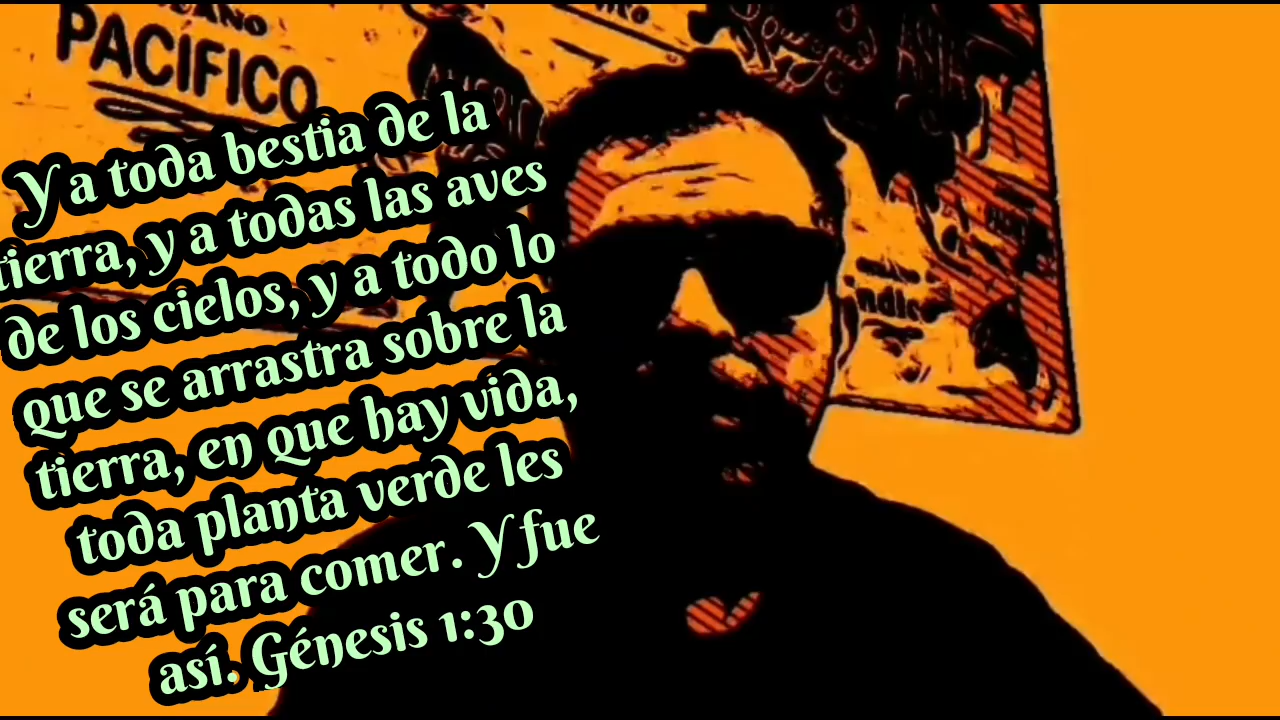 PACÍFICO
Y a toda bestia de la
tierra, y a todas las aves
de los cielos, y a todo lo
que se arrastra sobre la
tierra, en que hay vida,
toda planta verde les
será para comer. Y fue
así. Génesis 1:30